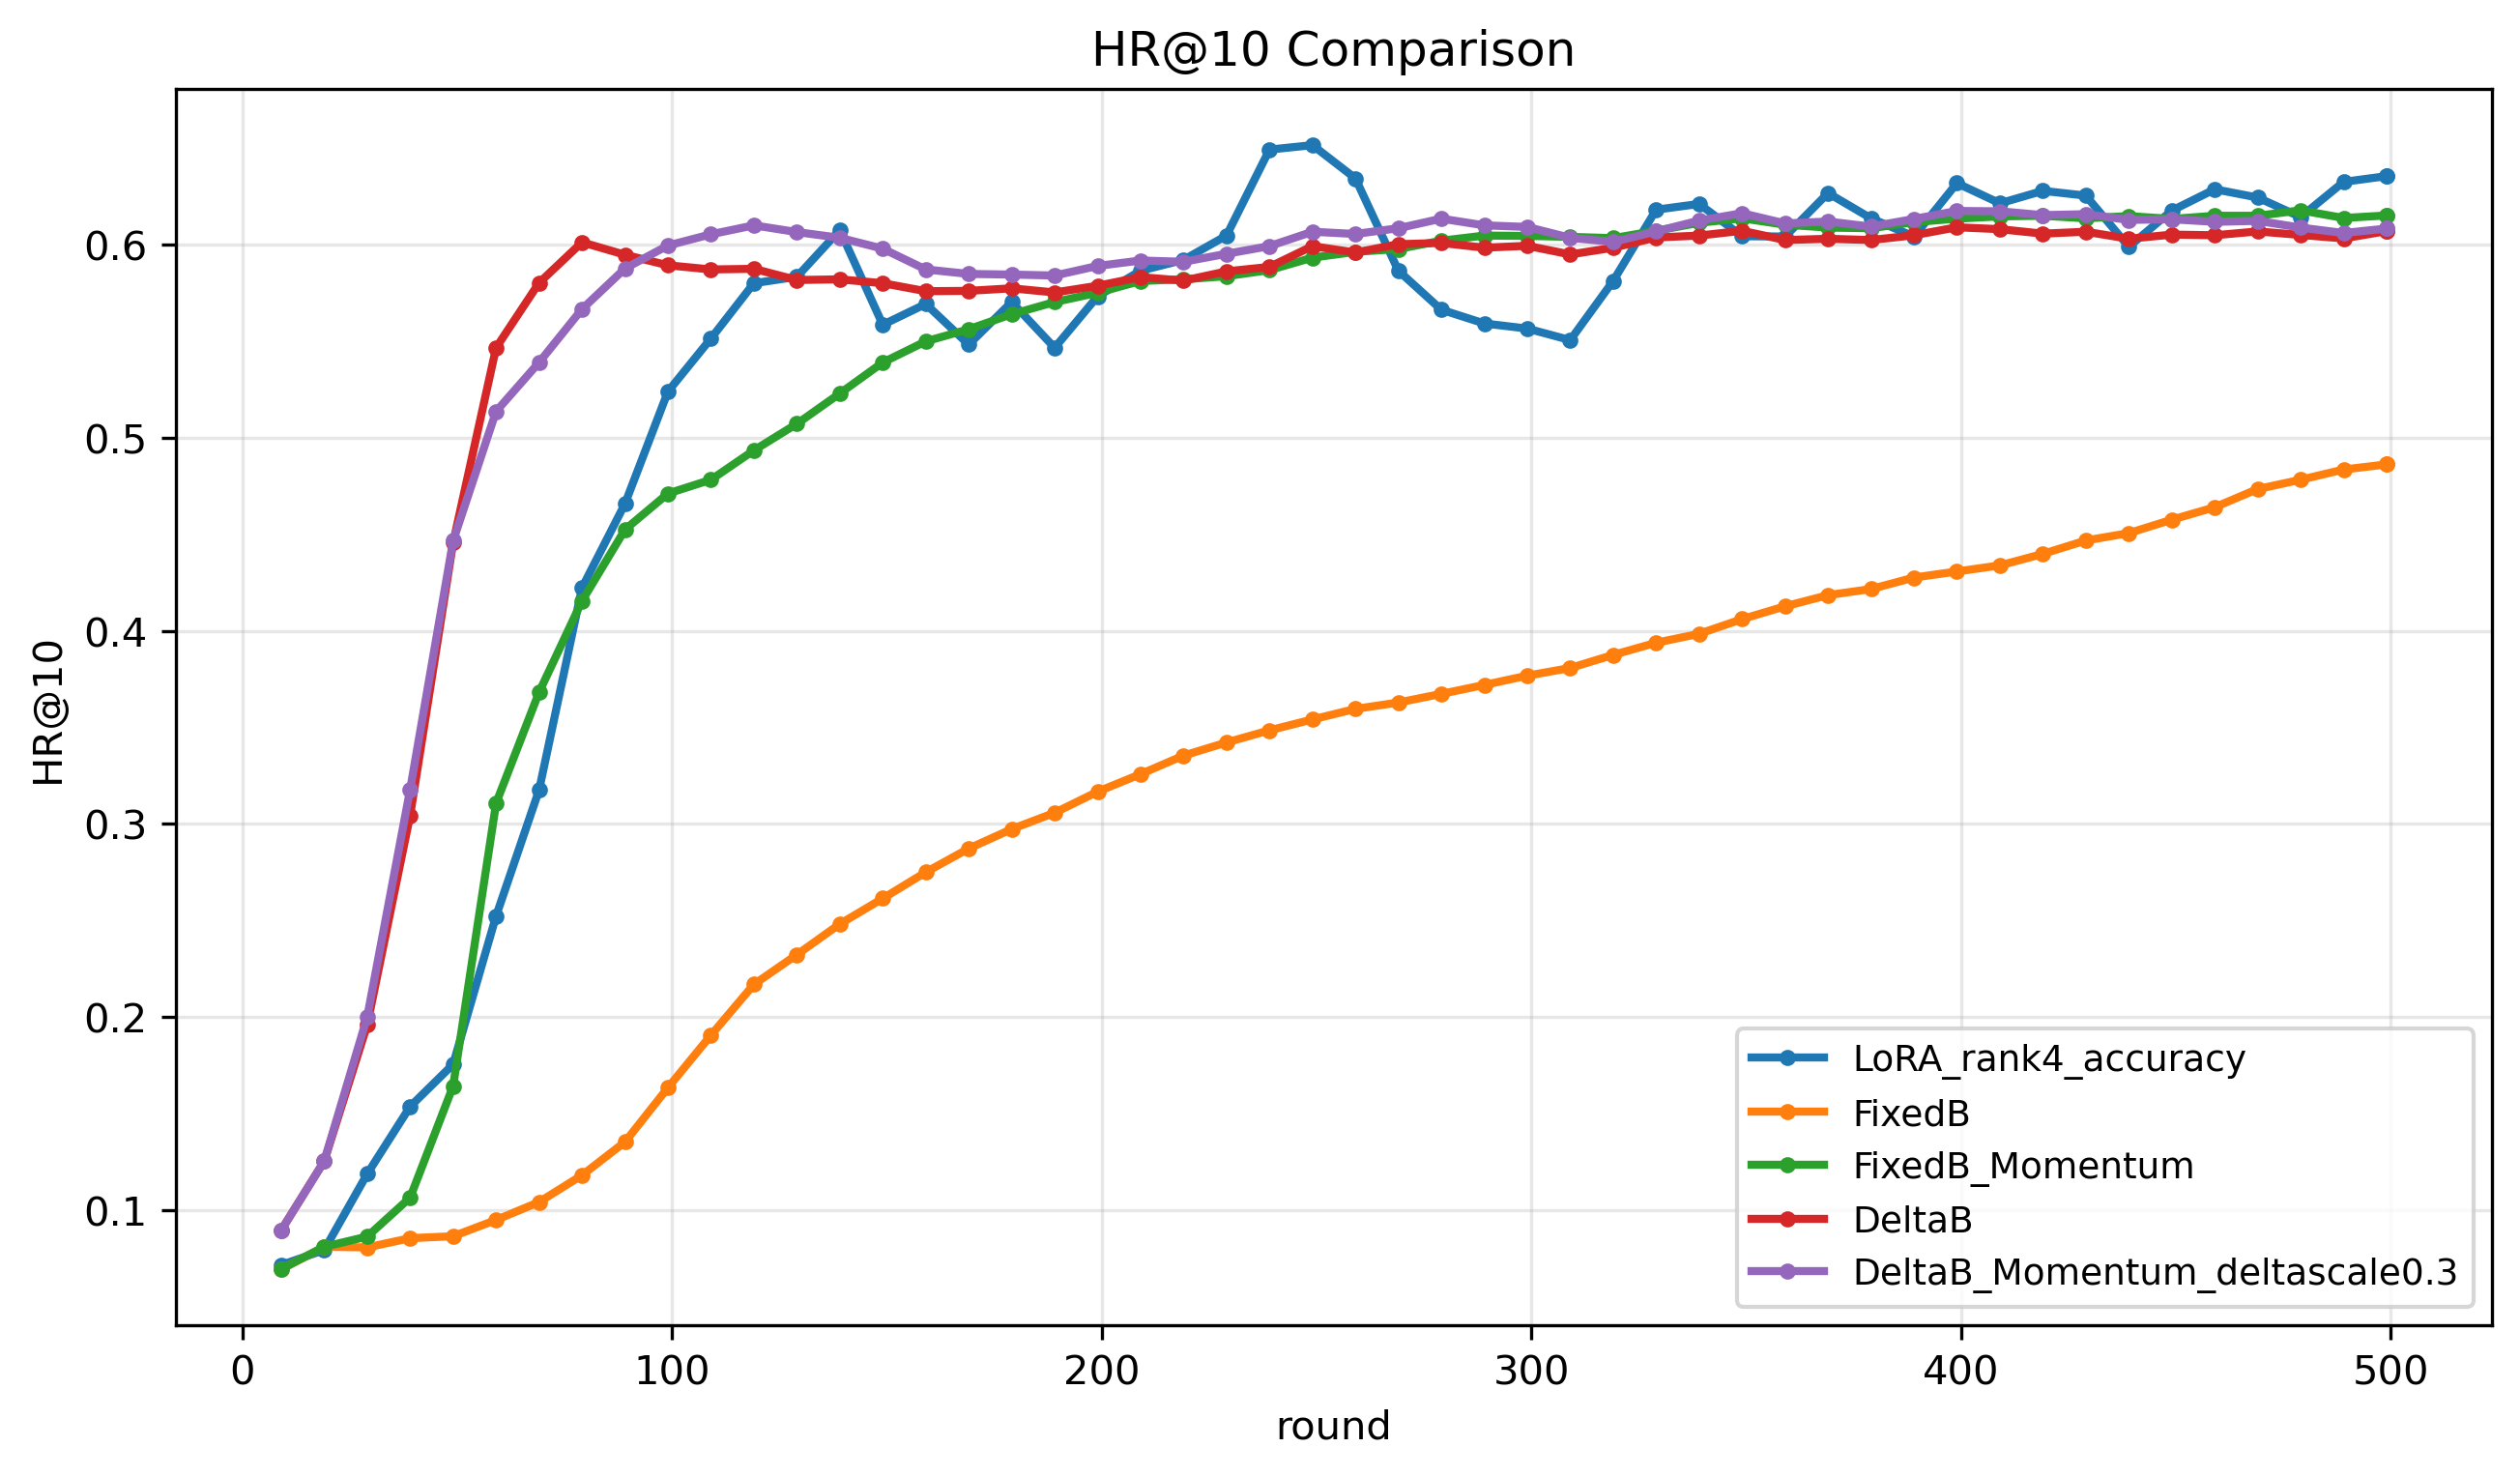 HR@10 Comparison
HR@10
0.6
0.5
0.4
0.3
0.2
0.1
0 100 200 300 400 500
round
LoRA_rank4_accuracy
FixedB
FixedB_Momentum
DeltaB
DeltaB_Momentum_deltascale0.3